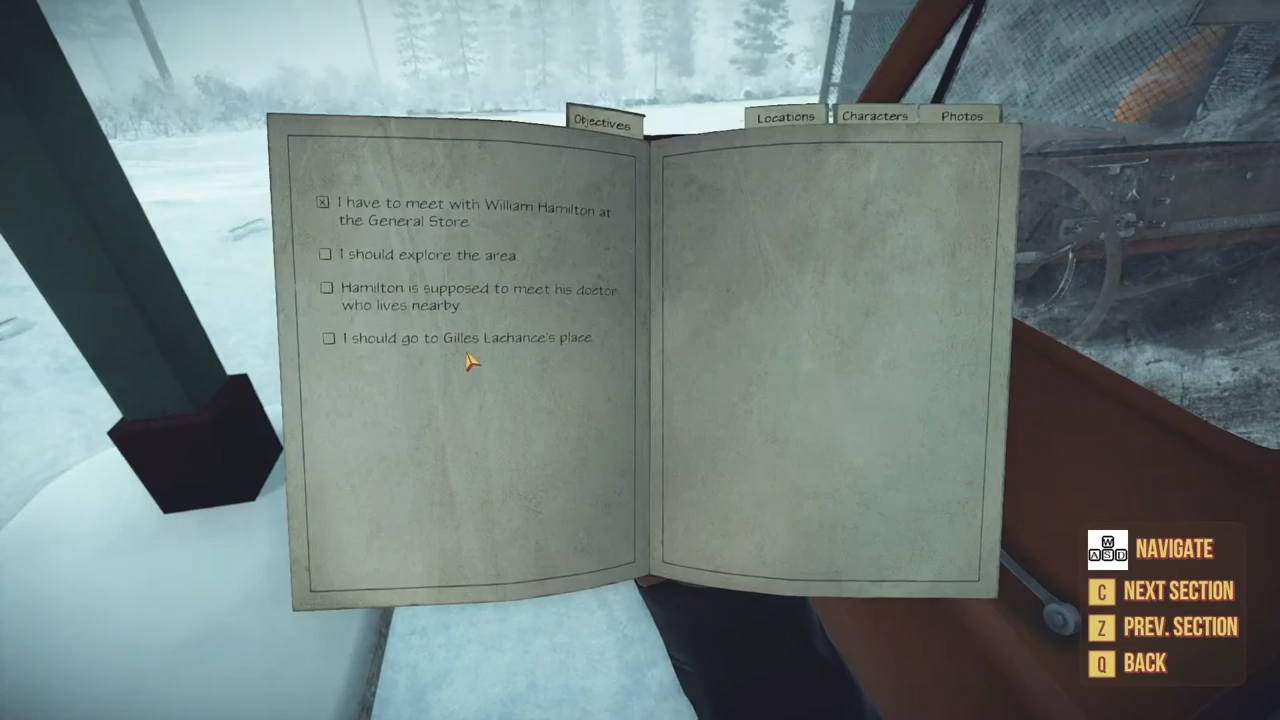 Objectives
Locations
Characters
Photos
I have to meet with William Hamilton at
the General Store.
I should explore the area.
Hamilton is supposed to meet his doctor
who lives nearby.
I should go to Gilles Lachance's place.
W
A S D
NAVIGATE
C NEXT SECTION
Z PREV. SECTION
Q BACK